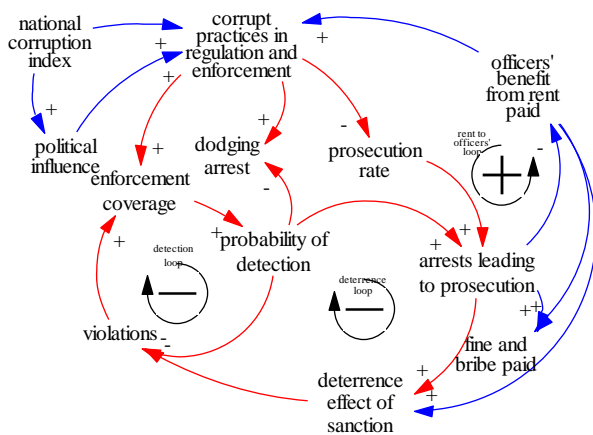 national
corruption
index
corrupt
practices in
regulation and
enforcement
officers'
benefit
from rent
paid
political
influence
enforcement
coverage
dodging
arrest
prosecution
rate
rent to
officers'
loop
probability of
detection
arrests leading
to prosecution
detection
loop
deterrence
loop
violations
fine and
bribe paid
deterrence
effect of
sanction
+
+
+
+
+
+
+
-
-
-
+
+
+
+
+
-
+
+
+